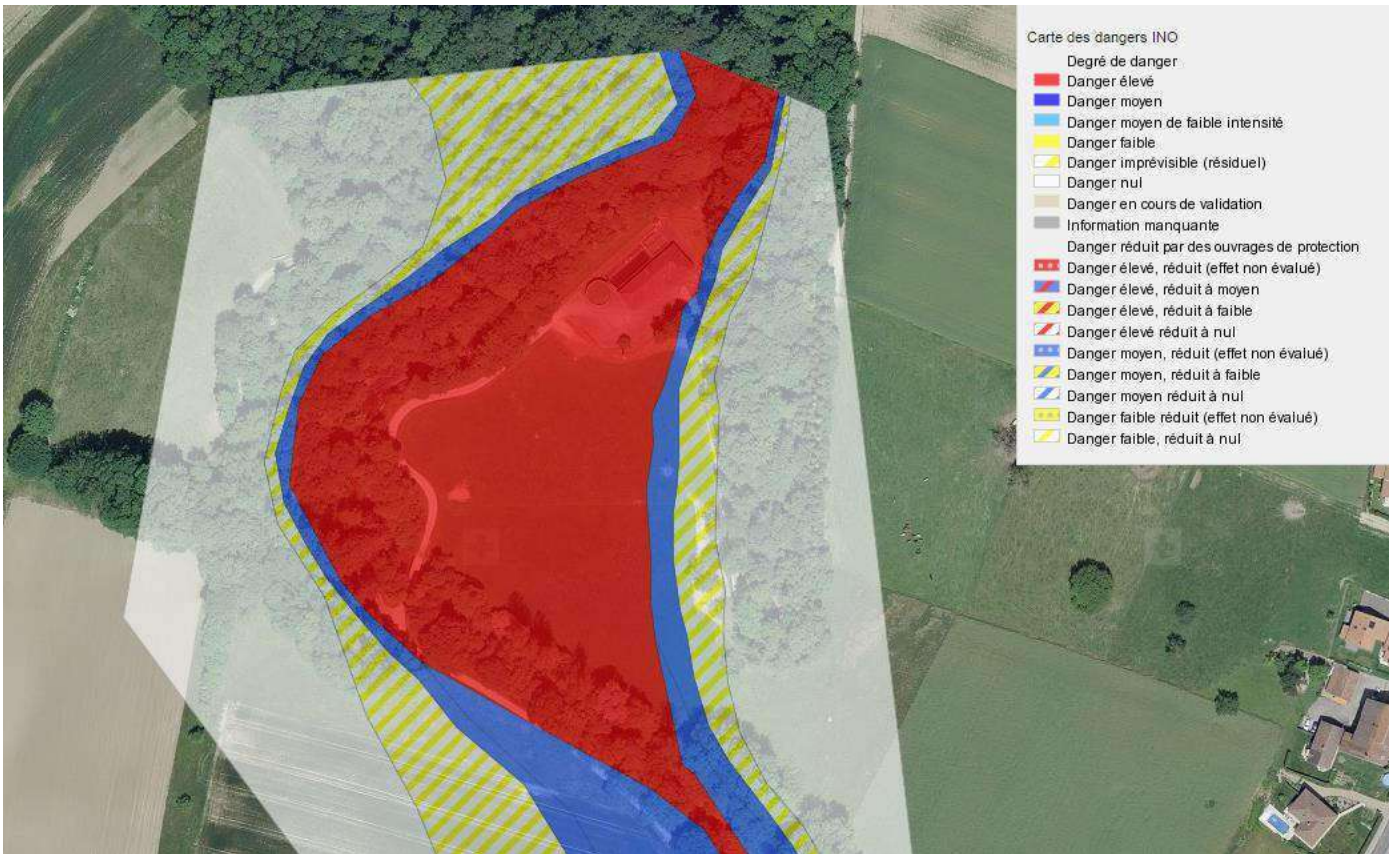 Carte des dangers INO
Degré de danger
Danger élevé
Danger moyen
Danger moyen de faible intensité
Danger faible
Danger imprévisible (résiduel)
Danger nul
Danger en cours de validation
Information manquante
Danger réduit par des ouvrages de protection
Danger élevé, réduit (effet non évalué)
Danger élevé, réduit à moyen
Danger élevé, réduit à faible
Danger élevé réduit à nul
Danger moyen, réduit (effet non évalué)
Danger moyen, réduit à faible
Danger moyen réduit à nul
Danger faible réduit (effet non évalué)
Danger faible, réduit à nul